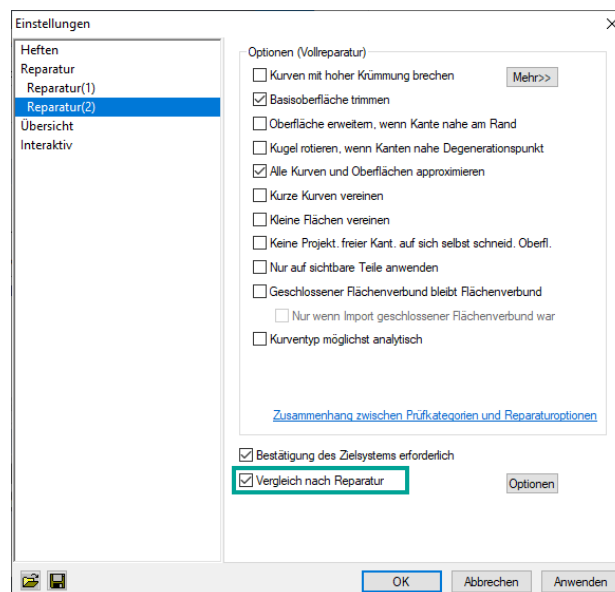 Einstellungen
Heften
Reparatur
Reparatur(1)
Reparatur(2)
Übersicht
Interaktiv
Optionen (Vollreparatur)
Kurven mit hoher Krümmung brechen
Mehr>>
Basisoberfläche trimmen
Oberfläche erweitern, wenn Kante nahe am Rand
Kugel rotieren, wenn Kanten nahe Degenerationspunkt
Alle Kurven und Oberflächen approximieren
Kurze Kurven vereinen
Kleine Flächen vereinen
Keine Projekt. freier Kant. auf sich selbst schneid. Oberfl.
Nur auf sichtbare Teile anwenden
Geschlossener Flächenverbund bleibt Flächenverbund
Nur wenn Import geschlossener Flächenverbund war
Kurventyp möglichst analytisch
Zusammenhang zwischen Prüfkategorien und Reparaturoptionen
Bestätigung des Zielsystems erforderlich
Vergleich nach Reparatur
Optionen
OK
Abbrechen
Anwenden